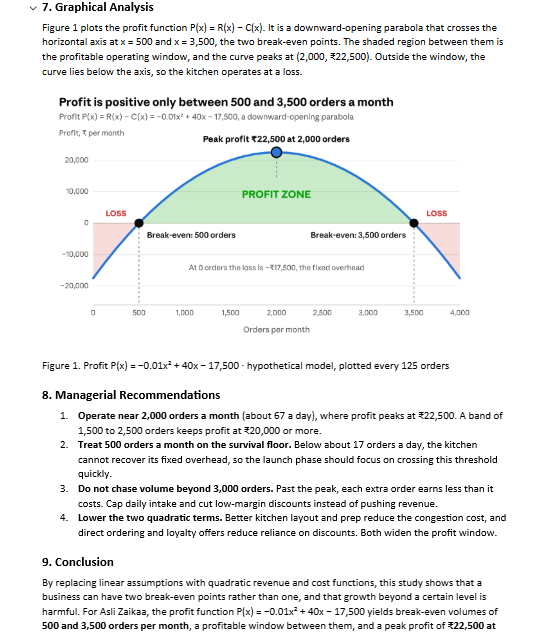 7. Graphical Analysis
Figure 1 plots the profit function P(x) = R(x) – C(x). It is a downward-opening parabola that crosses the
horizontal axis at x = 500 and x = 3,500, the two break-even points. The shaded region between them is
the profitable operating window, and the curve peaks at (2,000, ₹22,500). Outside the window, the
curve lies below the axis, so the kitchen operates at a loss.
Profit is positive only between 500 and 3,500 orders a month
Profit P(x) = R(x) – C(x) = –0.01x² + 40x – 17,500, a downward-opening parabola
Profit, ₹ per month
Peak profit ₹22,500 at 2,000 orders
20,000
10,000
PROFIT ZONE
LOSS
LOSS
0
Break-even: 500 orders
Break-even: 3,500 orders
–10,000
At 0 orders the loss is –₹17,500, the fixed overhead
–20,000
0 500 1,000 1,500 2,000 2,500 3,000 3,500 4,000
Orders per month
Figure 1. Profit P(x) = –0.01x² + 40x – 17,500 · hypothetical model, plotted every 125 orders
8. Managerial Recommendations
1. Operate near 2,000 orders a month (about 67 a day), where profit peaks at ₹22,500. A band of
1,500 to 2,500 orders keeps profit at ₹20,000 or more.
2. Treat 500 orders a month on the survival floor. Below about 17 orders a day, the kitchen
cannot recover its fixed overhead, so the launch phase should focus on crossing this threshold
quickly.
3. Do not chase volume beyond 3,000 orders. Past the peak, each extra order earns less than it
costs. Cap daily intake and cut low-margin discounts instead of pushing revenue.
4. Lower the two quadratic terms. Better kitchen layout and prep reduce the congestion cost, and
direct ordering and loyalty offers reduce reliance on discounts. Both widen the profit window.
9. Conclusion
By replacing linear assumptions with quadratic revenue and cost functions, this study shows that a
business can have two break-even points rather than one, and that growth beyond a certain level is
harmful. For Asli Zaikaa, the profit function P(x) = –0.01x² + 40x – 17,500 yields break-even volumes of
500 and 3,500 orders per month, a profitable window between them, and a peak profit of ₹22,500 at